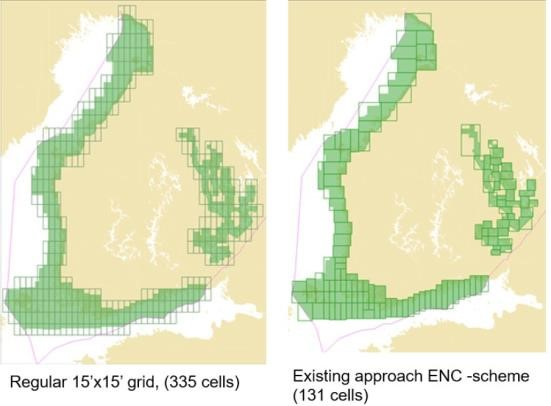 Regular 15'x15' grid, (335 cells)
Existing approach ENC -scheme
(131 cells)